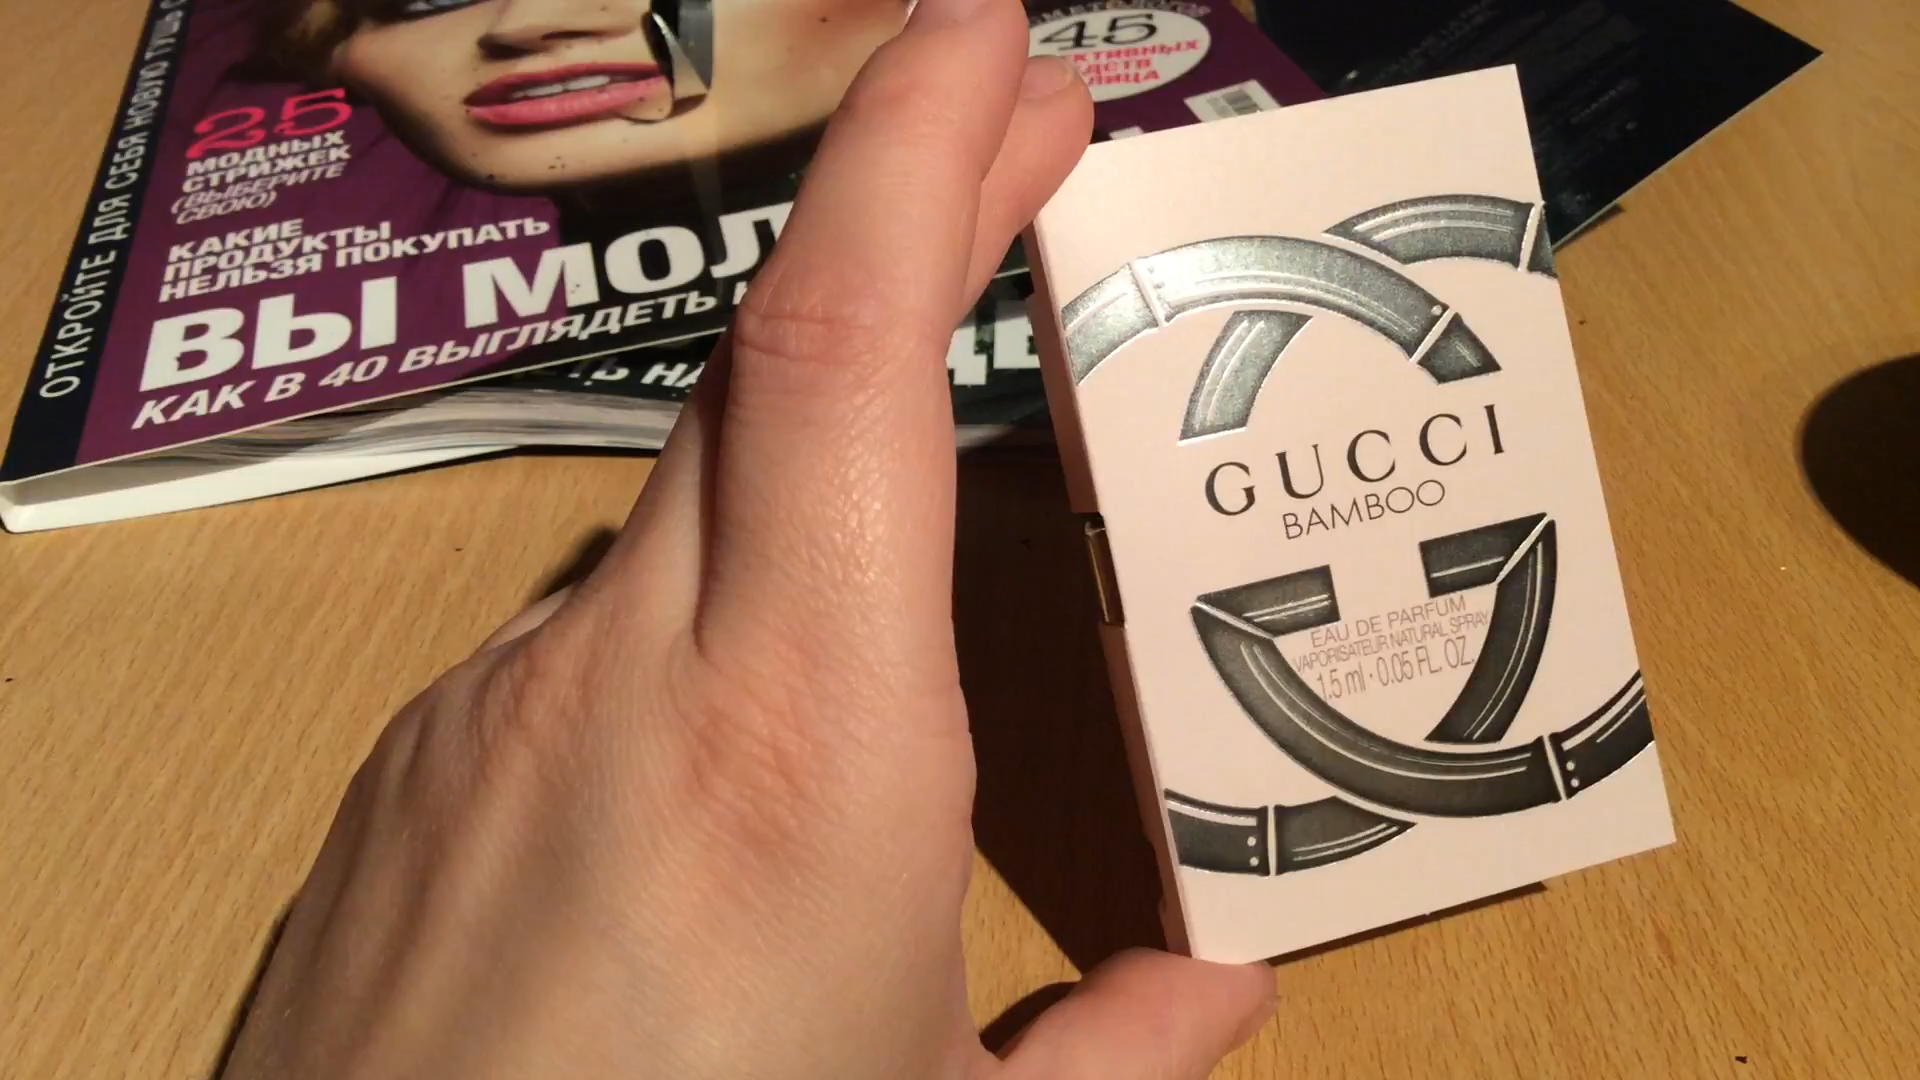 ОТКРОЙТЕ ДЛЯ СЕБЯ НОВУЮ ТУШЬ
25
МОДНЫХ
СТРИЖЕК
(ВЫБЕРИТЕ
СВОЮ)
КАКИЕ
ПРОДУКТЫ
НЕЛЬЗЯ ПОКУПАТЬ
ВЫ МОЛ
КАК В 40 ВЫГЛЯДЕТЬ
45
GUCCI
BAMBOO
EAU DE PARFUM
VAPORISATEUR NATURAL SPRAY
1.5 ml · 0.05 FL. OZ.